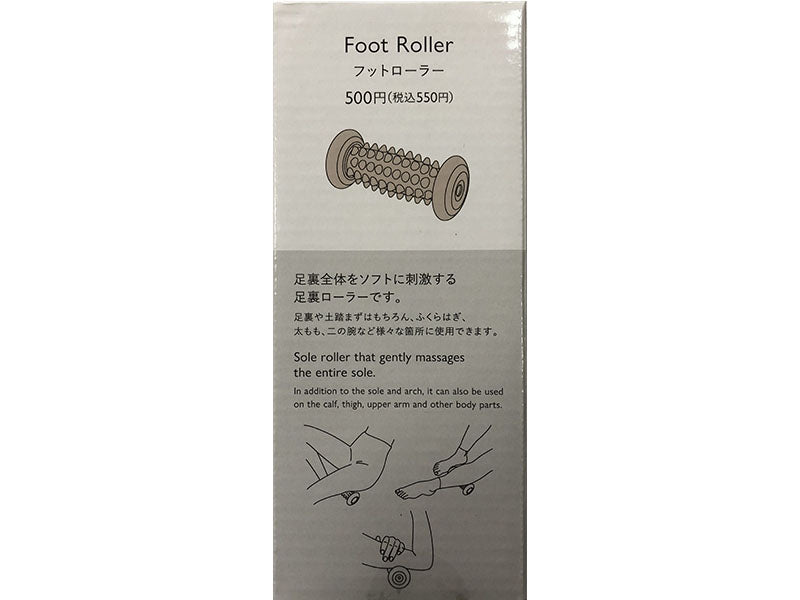 Foot Roller
フットローラー
500円(税込550円)
足裏全体をソフトに刺激する
足裏ローラーです。
足裏や土踏まずはもちろん、ふくらはぎ、
太もも、二の腕など様々な箇所に使用できます。
Sole roller that gently massages
the entire sole.
In addition to the sole and arch, it can also be used
on the calf, thigh, upper arm and other body parts.